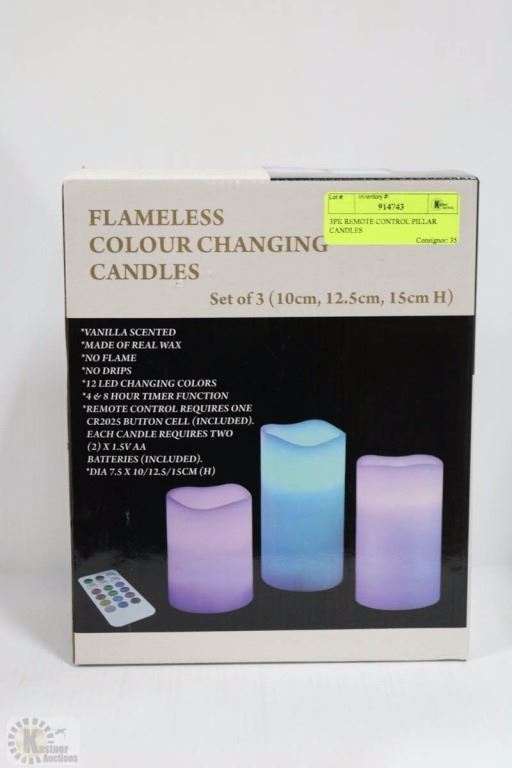 FLAMELESS
COLOUR CHANGING
CANDLES
Set of 3 (10cm, 12.5cm, 15cm H)
Lot #: Inventory #:
914743
3PK REMOTE CONTROL PILLAR
CANDLES
Consignor: 35
*VANILLA SCENTED
*MADE OF REAL WAX
*NO FLAME
*NO DRIPS
*12 LED CHANGING COLORS
*4 & 8 HOUR TIMER FUNCTION
*REMOTE CONTROL REQUIRES ONE
CR2025 BUTTON CELL (INCLUDED).
EACH CANDLE REQUIRES TWO
(2) X 1.5V AA
BATTERIES (INCLUDED).
*DIA 7.5 X 10/12.5/15CM (H)
Kastner
Auctions